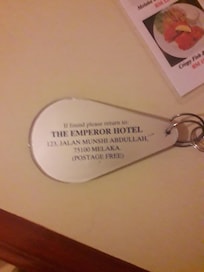 If found please return to:
THE EMPEROR HOTEL
123, JALAN MUNSHI ABDULLAH,
75100 MELAKA.
(POSTAGE FREE)